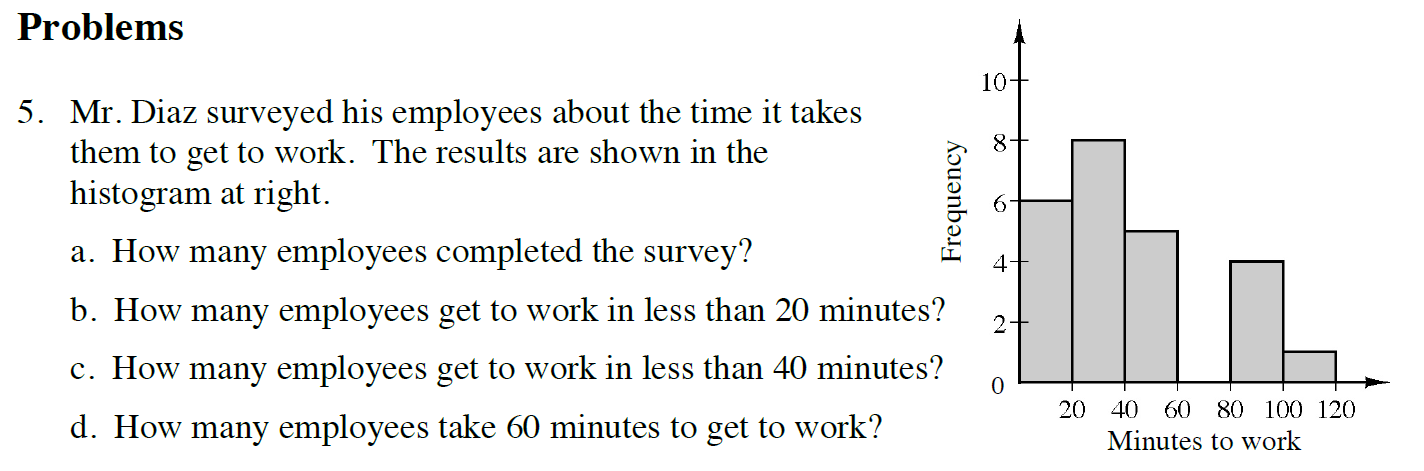 Problems
5. Mr. Diaz surveyed his employees about the time it takes
them to get to work. The results are shown in the
histogram at right.
a. How many employees completed the survey?
b. How many employees get to work in less than 20 minutes?
c. How many employees get to work in less than 40 minutes?
d. How many employees take 60 minutes to get to work?
Frequency
10
8
6
4
2
0
20 40 60 80 100 120
Minutes to work